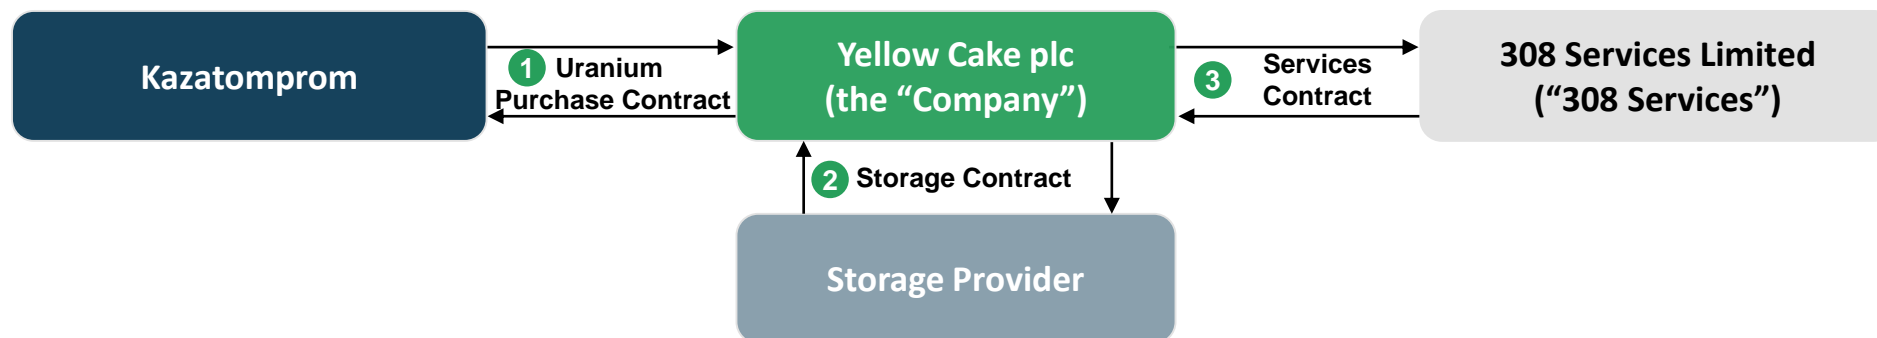 Kazatomprom
1 Uranium
Purchase Contract
Yellow Cake plc
(the “Company”)
3 Services
Contract
308 Services Limited
(“308 Services”)
2 Storage Contract
Storage Provider